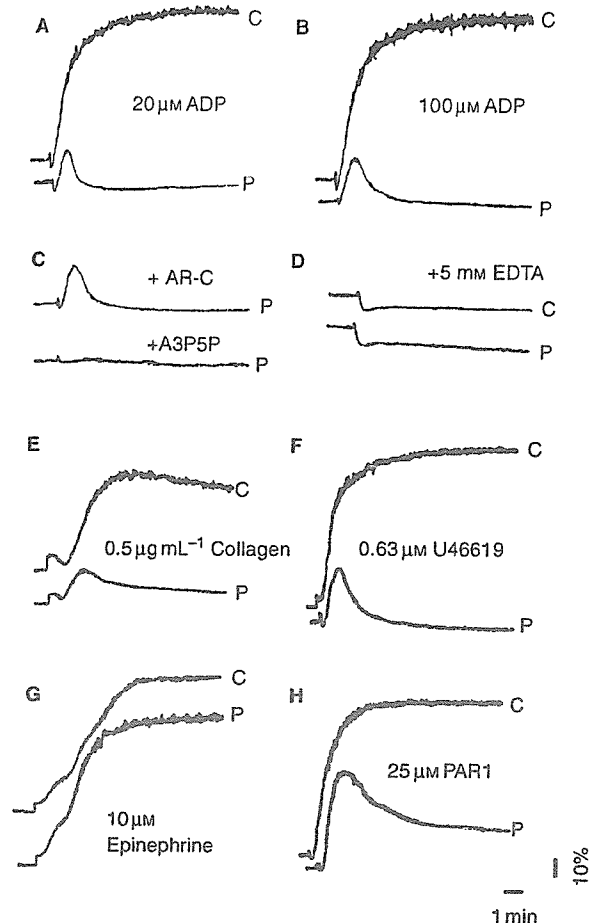 A
C
20 µM ADP
P
B
C
100 µM ADP
P
C
+ AR-C
P
+A3P5P
P
D
+5 mM EDTA
C
P
E
C
0.5 µg mL⁻¹ Collagen
P
F
C
0.63 µM U46619
P
G
C
P
10 µM
Epinephrine
H
C
25 µM PAR1
P
10%
1 min